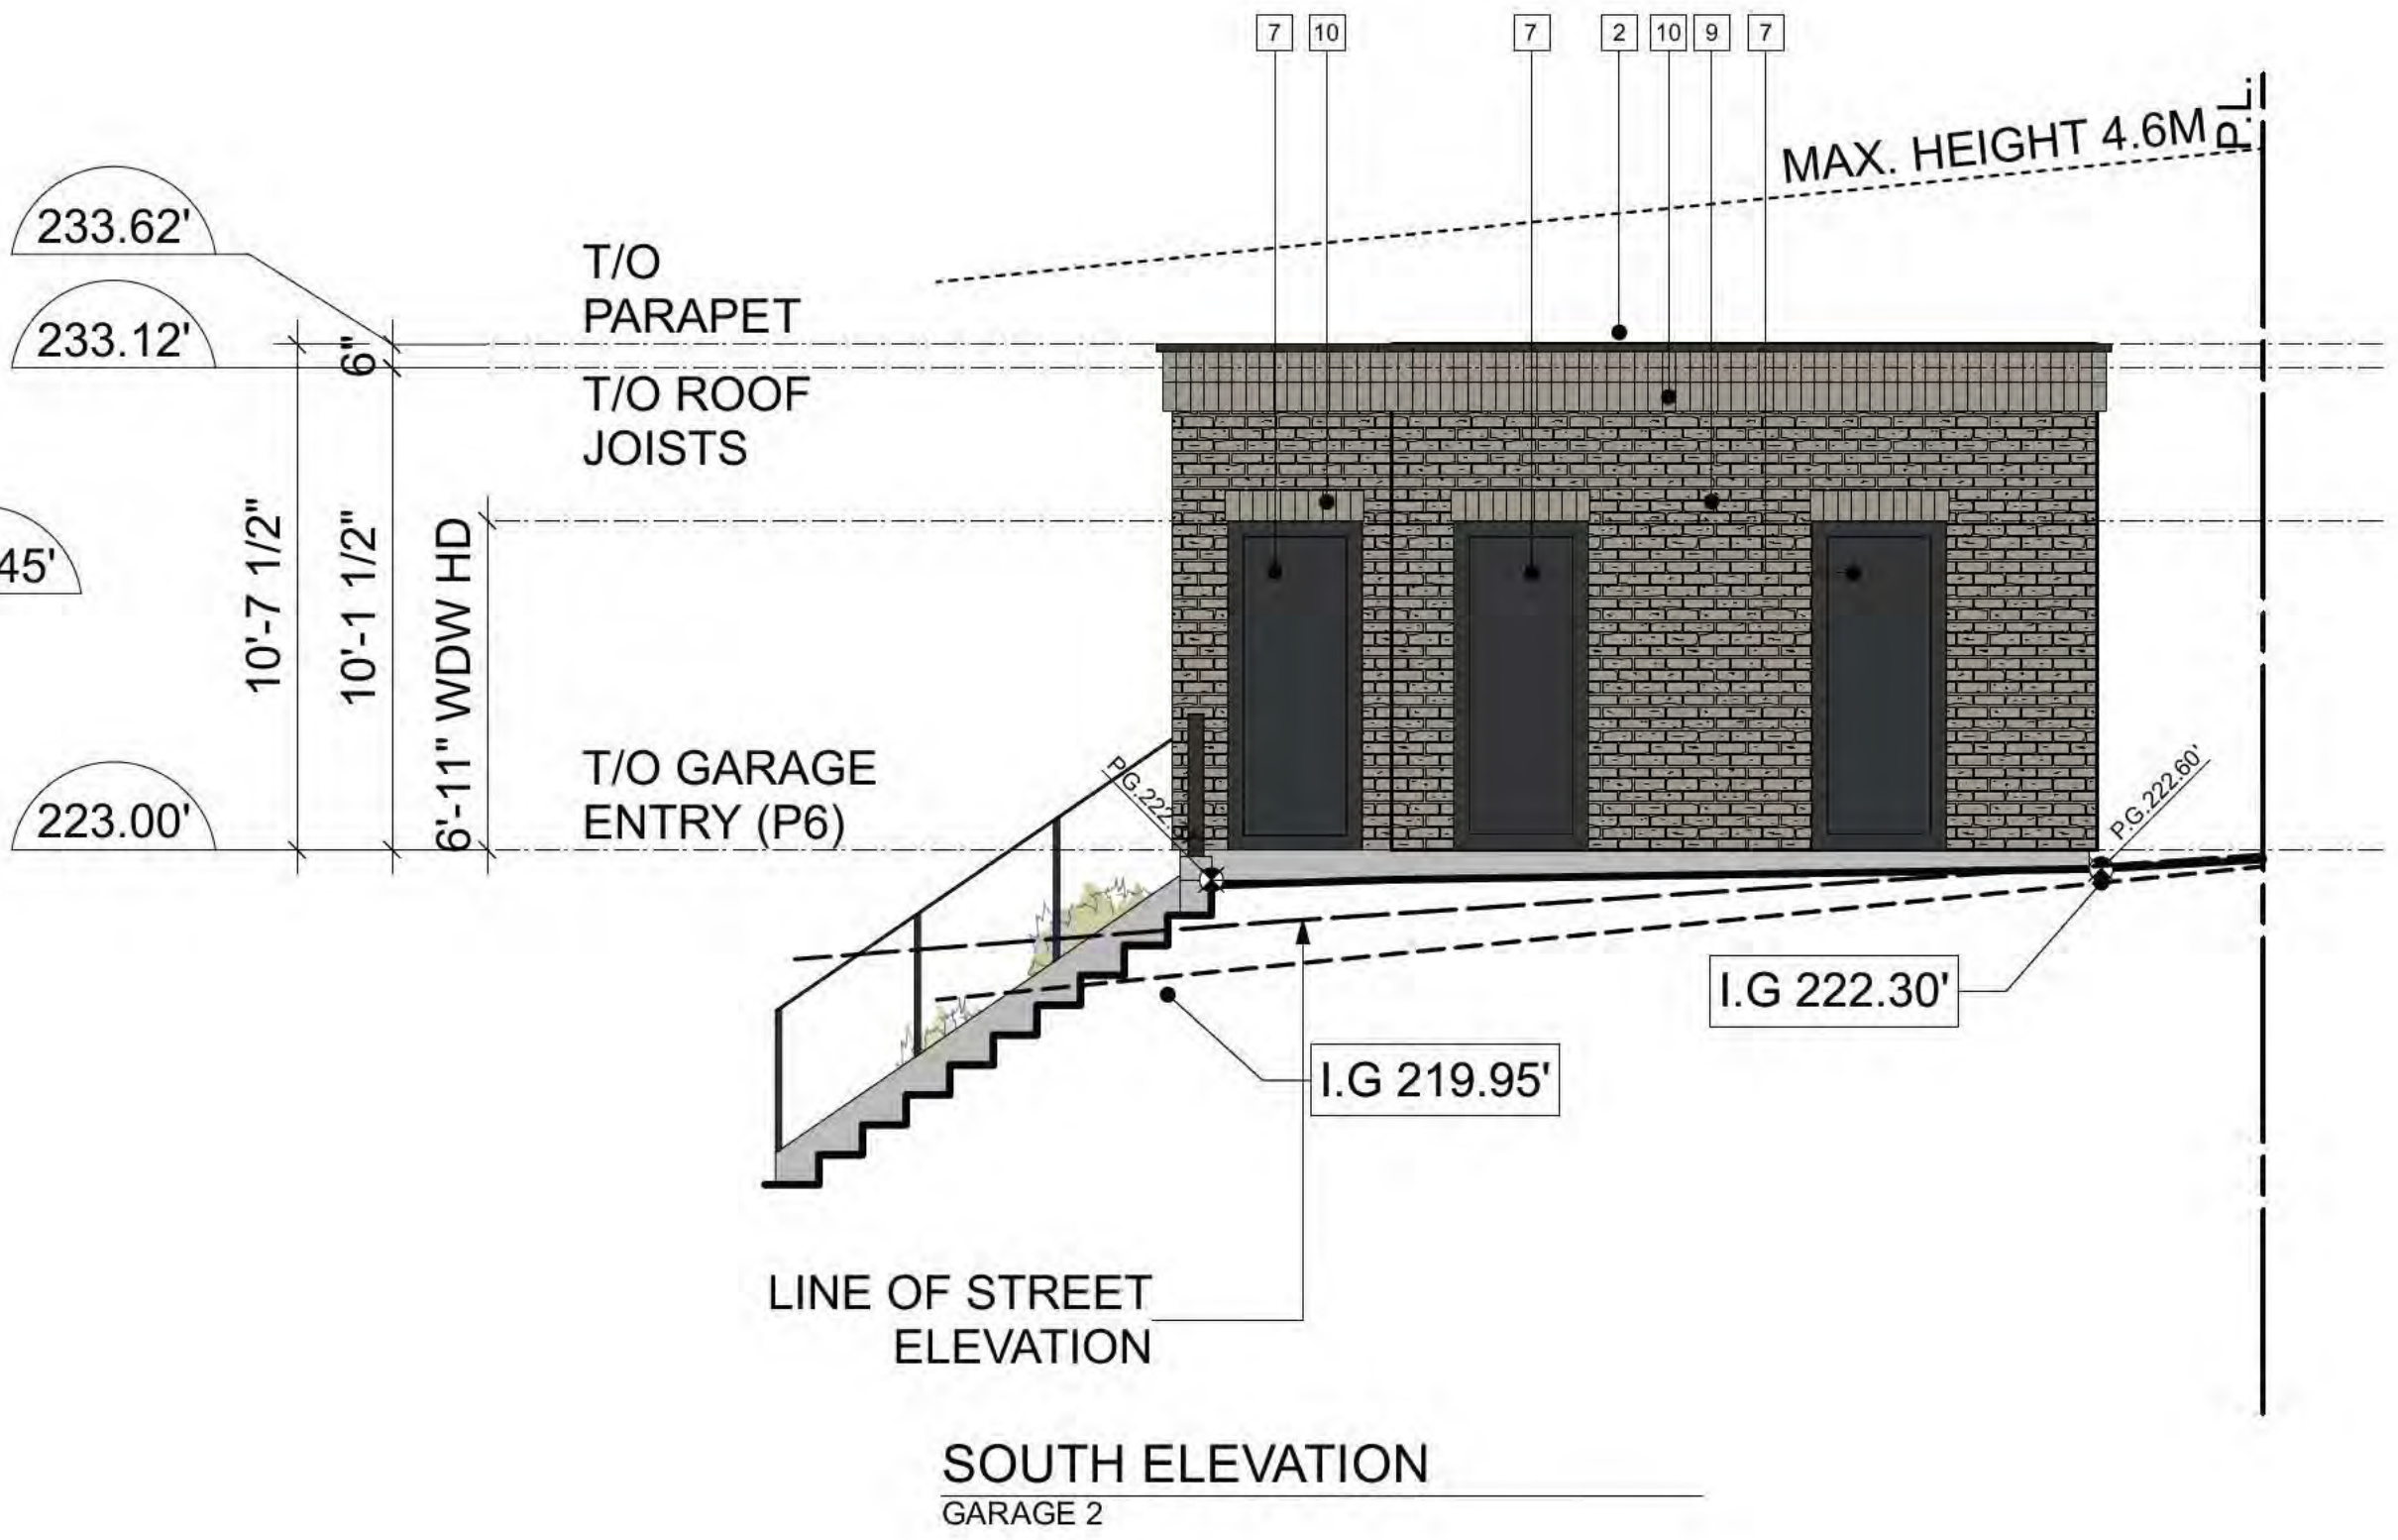 7 10 7 2 10 9 7
P.L.
MAX. HEIGHT 4.6M
233.62'
T/O
PARAPET
233.12'
6"
T/O ROOF
JOISTS
45'
10'-7 1/2"
10'-1 1/2"
6'-11" WDW HD
T/O GARAGE
ENTRY (P6)
223.00'
P.G.222.60'
I.G 222.30'
I.G 219.95'
LINE OF STREET
ELEVATION
SOUTH ELEVATION
GARAGE 2